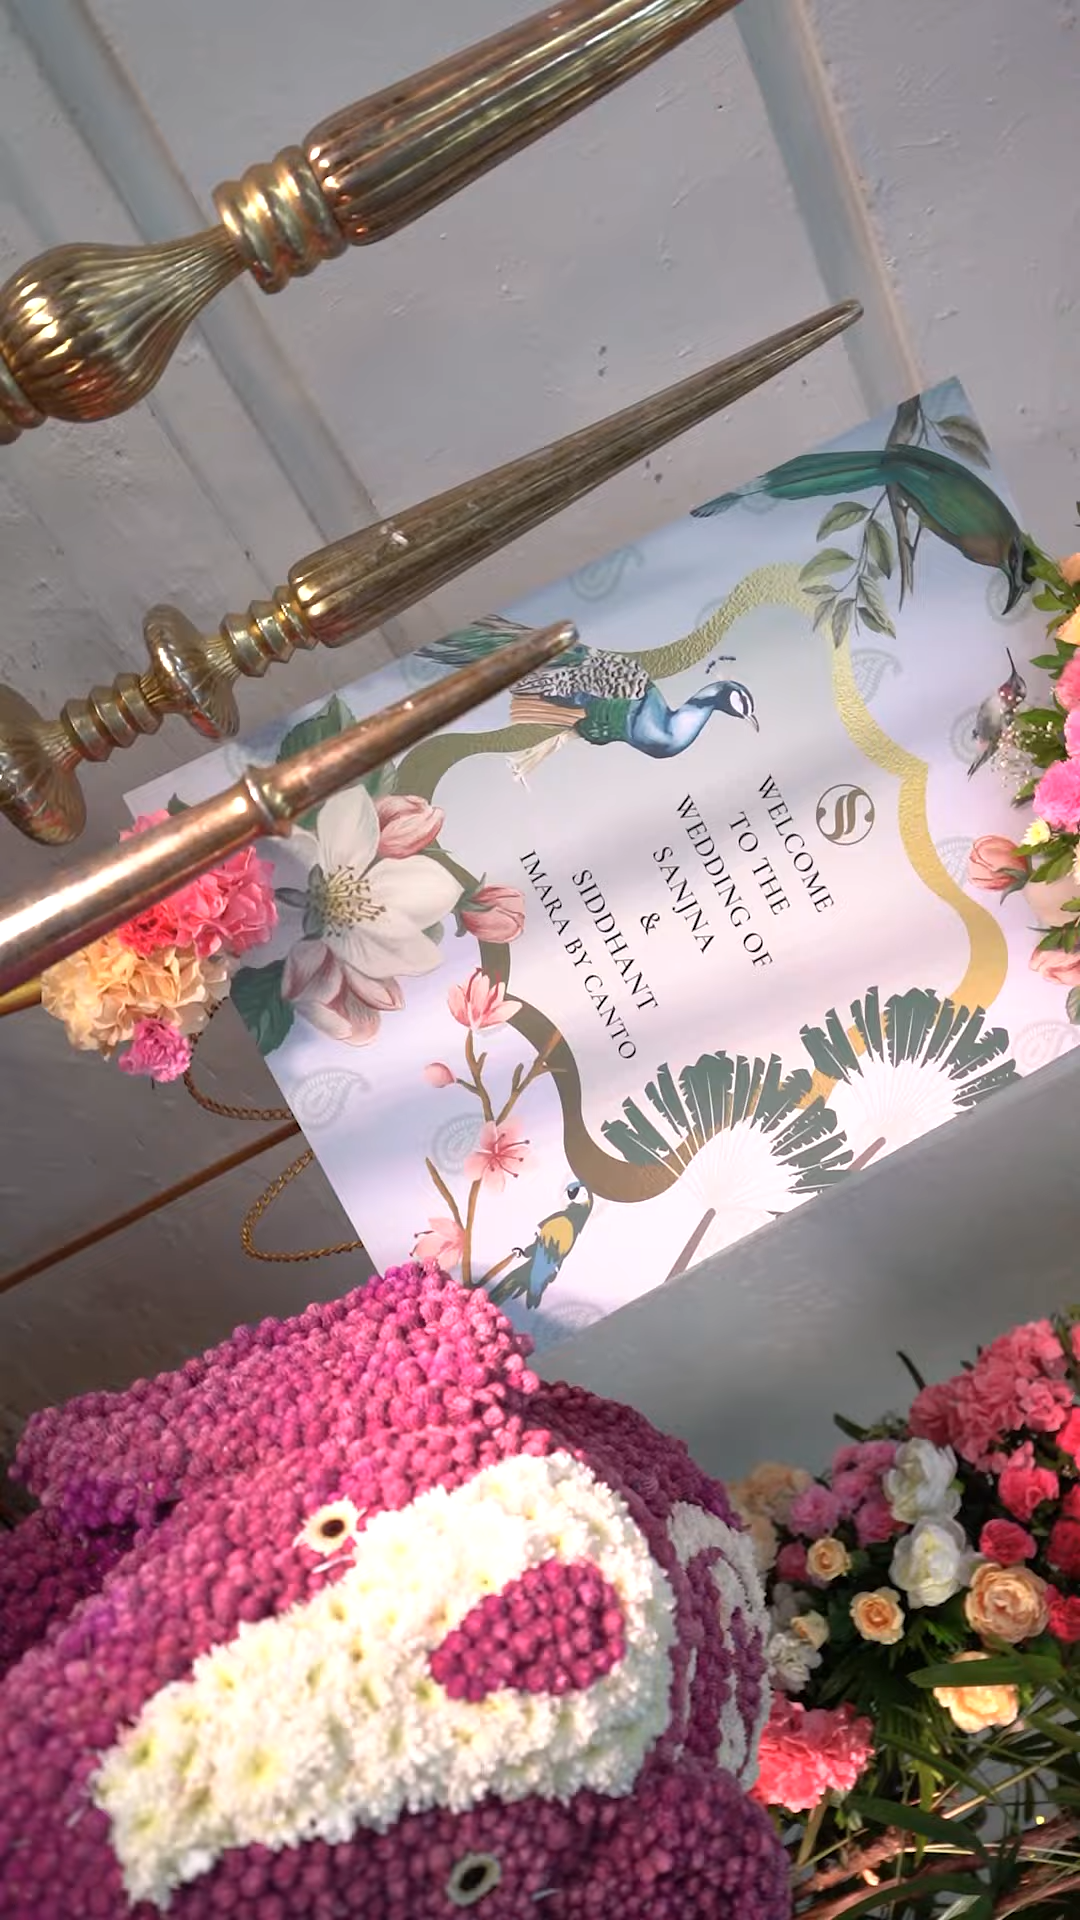 WELCOME
TO THE
WEDDING OF
SANJNA
&
SIDDHANT
IMARA BY CANTO